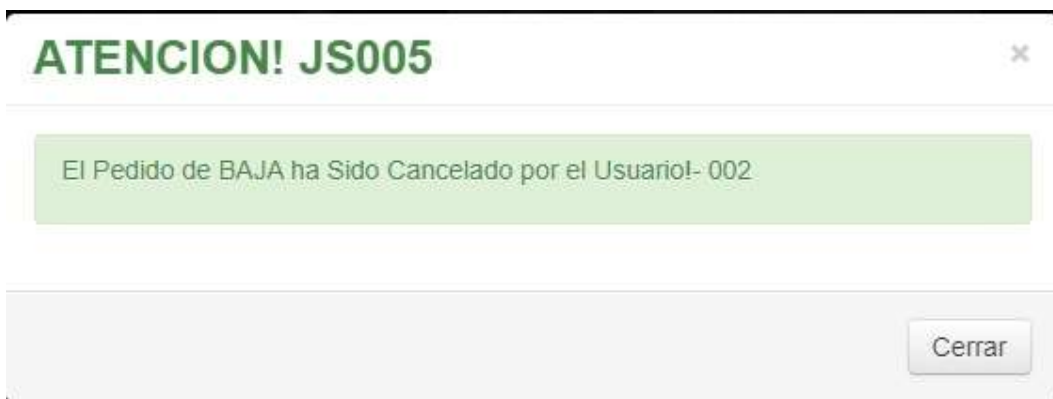 ATENCION! JS005
×
El Pedido de BAJA ha Sido Cancelado por el Usuario!- 002
Cerrar